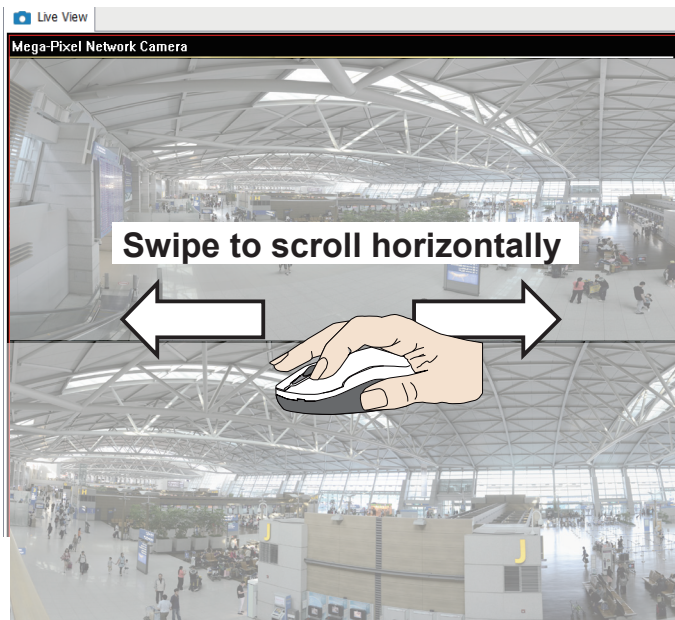 Live View
Mega-Pixel Network Camera
Swipe to scroll horizontally
J
J